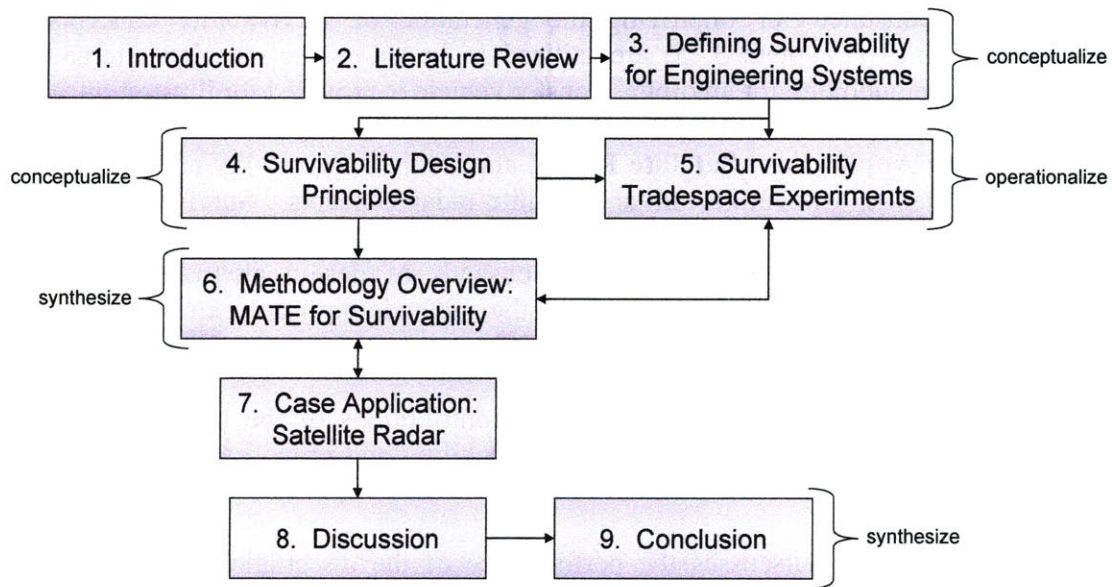 1. Introduction
2. Literature Review
3. Defining Survivability
for Engineering Systems
conceptualize
conceptualize
4. Survivability Design
Principles
5. Survivability
Tradespace Experiments
operationalize
synthesize
6. Methodology Overview:
MATE for Survivability
7. Case Application:
Satellite Radar
8. Discussion
9. Conclusion
synthesize